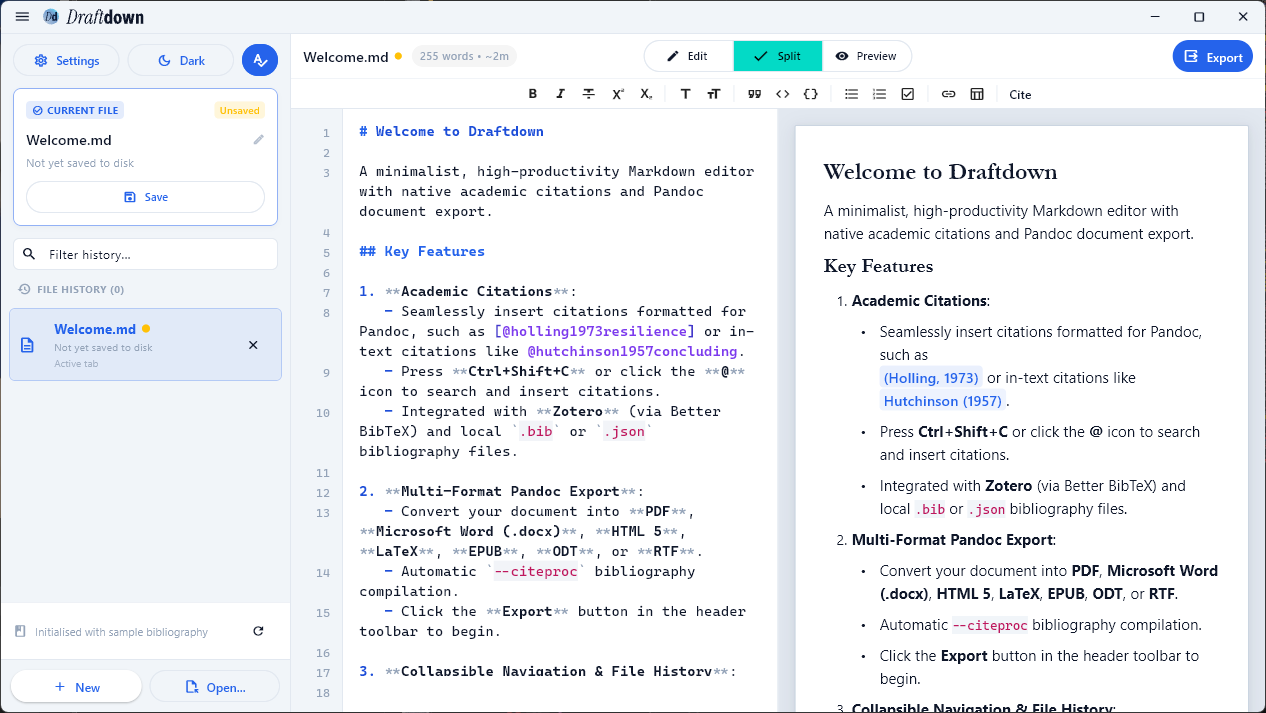 Dd Draftdown
Settings
Dark
CURRENT FILE
Unsaved
Welcome.md
Not yet saved to disk
Save
Filter history...
FILE HISTORY (0)
Welcome.md
Not yet saved to disk
Active tab
Initialised with sample bibliography
New
Open...
Welcome.md
255 words • ~2m
Edit
Split
Preview
Export
B I T X² X₂ T TT Cite
1 # Welcome to Draftdown
2
3 A minimalist, high-productivity Markdown editor
with native academic citations and Pandoc
document export.
4
5 ## Key Features
6
7 1. **Academic Citations**:
8 - Seamlessly insert citations formatted for
Pandoc, such as [@holling1973resilience] or in-
text citations like @hutchinson1957concluding.
9 - Press **Ctrl+Shift+C** or click the **@**
icon to search and insert citations.
10 - Integrated with **Zotero** (via Better
BibTeX) and local `.bib` or `.json`
bibliography files.
11
12 2. **Multi-Format Pandoc Export**:
13 - Convert your document into **PDF**,
**Microsoft Word (.docx)**, **HTML 5**,
**LaTeX**, **EPUB**, **ODT**, or **RTF**.
14 - Automatic `--citeproc` bibliography
compilation.
15 - Click the **Export** button in the header
toolbar to begin.
16
17 3. **Collapsible Navigation & File History**:
18
Welcome to Draftdown
A minimalist, high-productivity Markdown editor with
native academic citations and Pandoc document export.
Key Features
1. Academic Citations:
• Seamlessly insert citations formatted for Pandoc,
such as
(Holling, 1973) or in-text citations like
Hutchinson (1957).
• Press Ctrl+Shift+C or click the @ icon to search
and insert citations.
• Integrated with Zotero (via Better BibTeX) and
local .bib or .json bibliography files.
2. Multi-Format Pandoc Export:
• Convert your document into PDF, Microsoft Word
(.docx), HTML 5, LaTeX, EPUB, ODT, or RTF.
• Automatic --citeproc bibliography compilation.
• Click the Export button in the header toolbar to
begin.
3. Collapsible Navigation & File History: